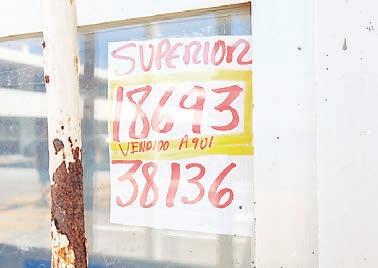 SUPERIOR
18693
VENDIDO AQUI
38136